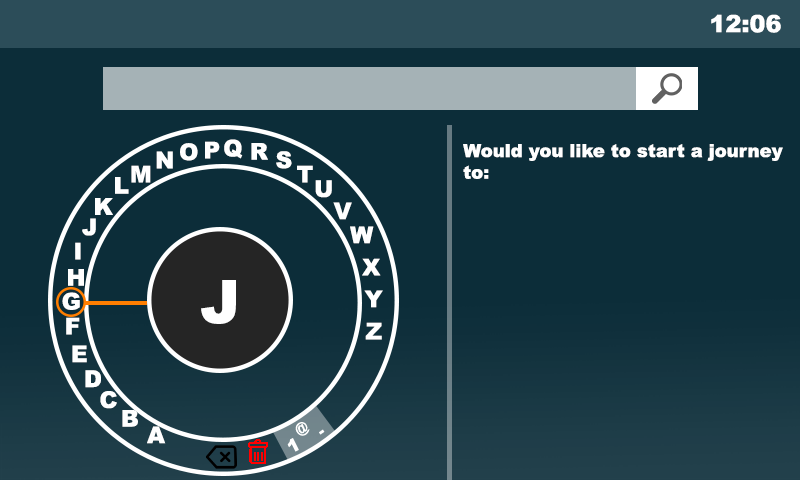 12:06
Would you like to start a journey
to:
A B C D E F G H I J K L M N O P Q R S T U V W X Y Z
J
1 @ -